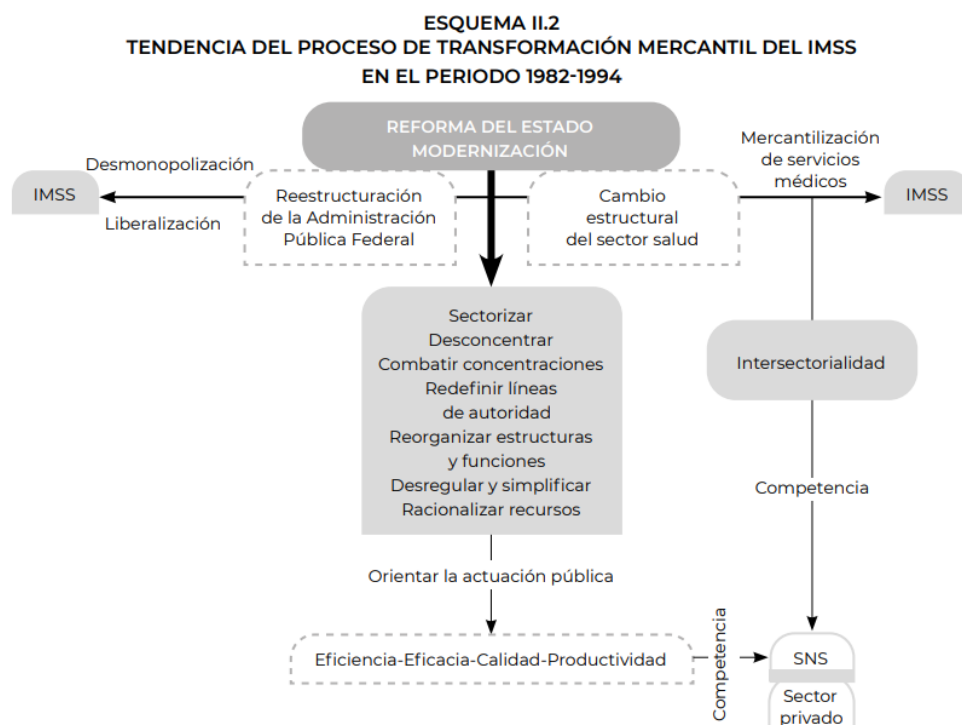 ESQUEMA II.2
TENDENCIA DEL PROCESO DE TRANSFORMACIÓN MERCANTIL DEL IMSS
EN EL PERIODO 1982-1994
REFORMA DEL ESTADO
MODERNIZACIÓN
Desmonopolización
IMSS
Liberalización
Reestructuración
de la Administración
Pública Federal
Cambio
estructural
del sector salud
Mercantilización
de servicios
médicos
IMSS
Sectorizar
Desconcentrar
Combatir concentraciones
Redefinir líneas
de autoridad
Reorganizar estructuras
y funciones
Desregular y simplificar
Racionalizar recursos
Intersectorialidad
Competencia
Orientar la actuación pública
Eficiencia-Eficacia-Calidad-Productividad
Competencia
SNS
Sector
privado